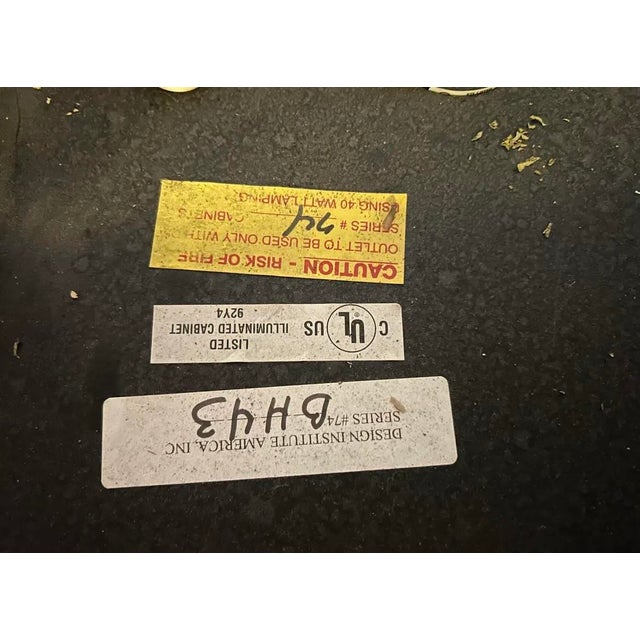 DESIGN INSTITUTE AMERICA, INC
SERIES #74
BH43
C UL US
LISTED
ILLUMINATED CABINET
92Y4
CAUTION - RISK OF FIRE
OUTLET TO BE USED ONLY WITH
SERIES # 74 CABINETS
USING 40 WATT LAMPING